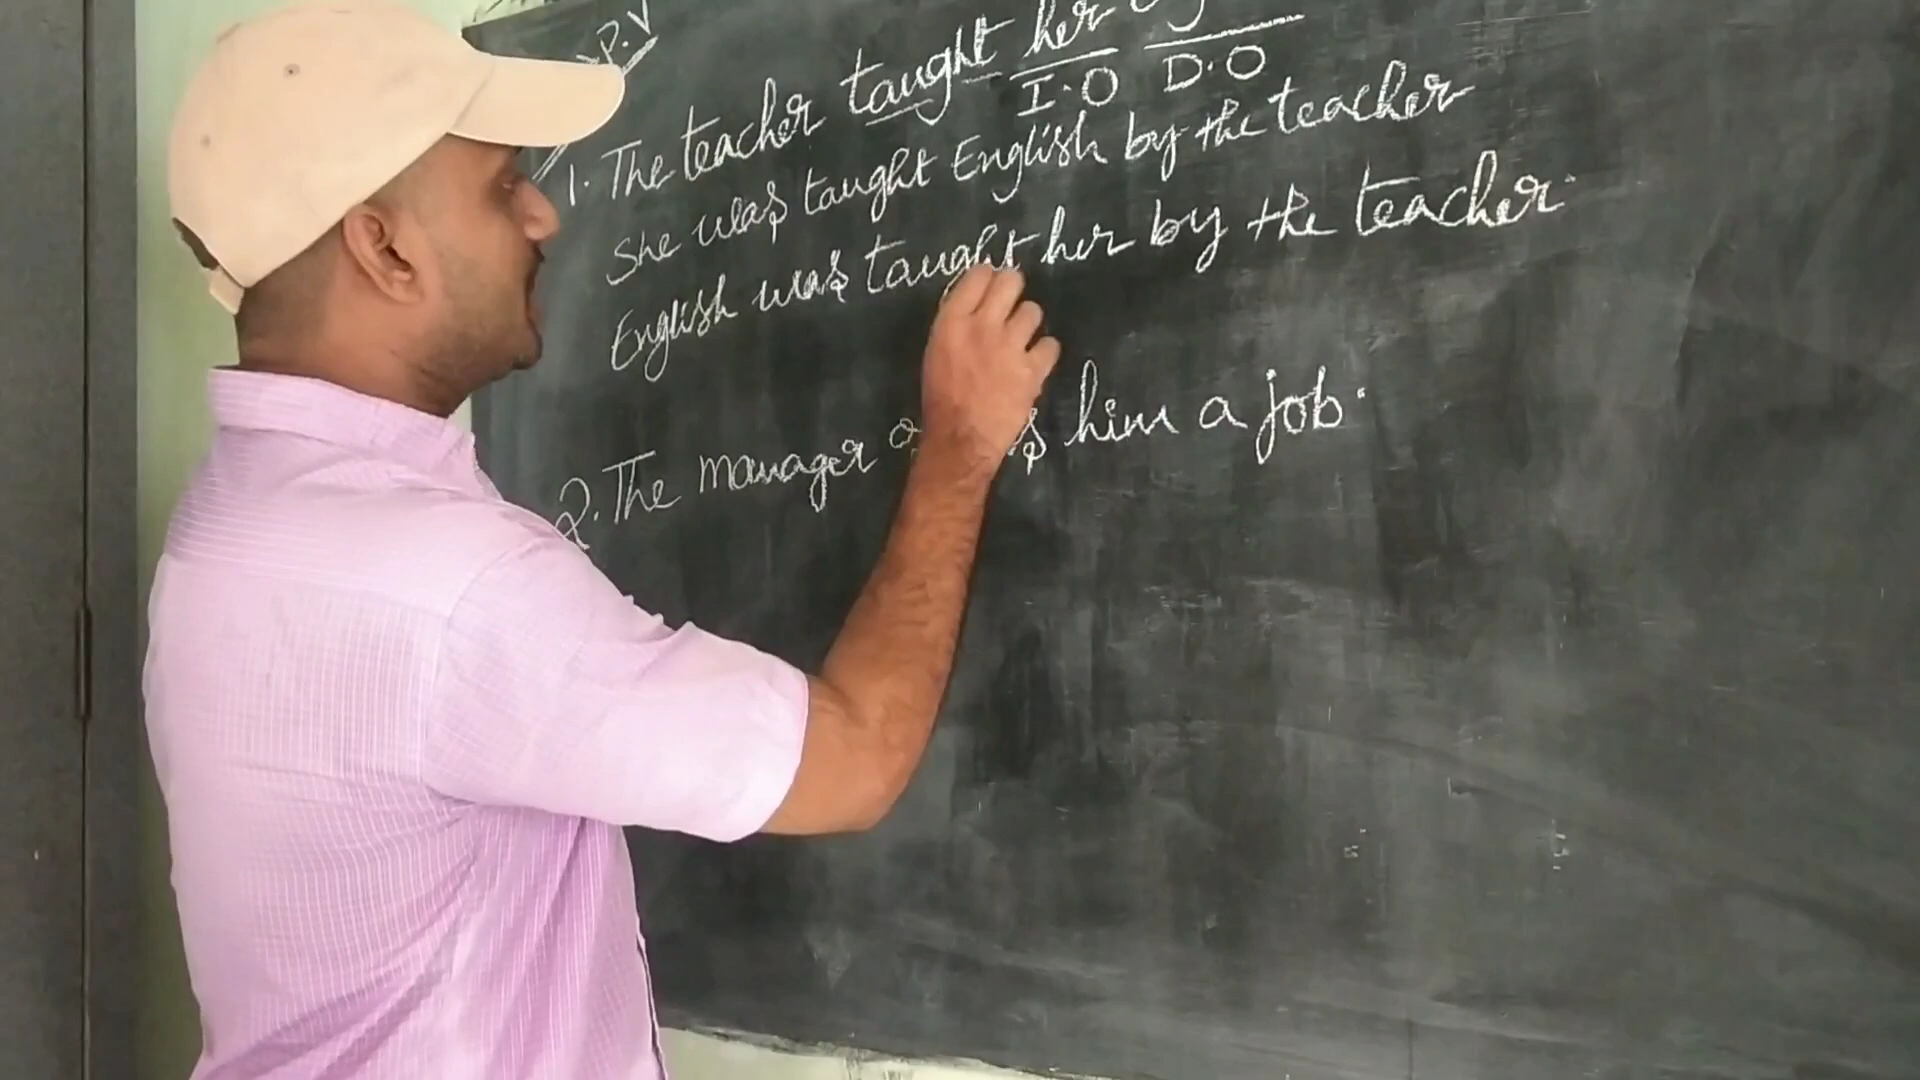 P.V
1. The teacher taught her
I.O D.O
She was taught English by the teacher
English was taught her by the teacher.
2. The manager him a job.